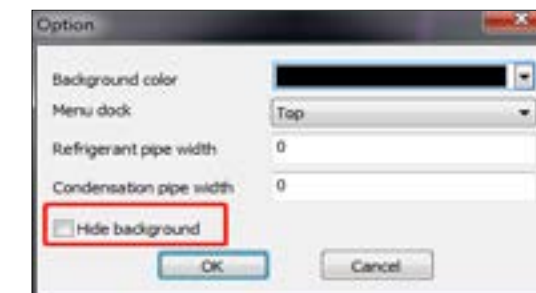 Option
Background color
Menu dock Top
Refrigerant pipe width 0
Condensation pipe width 0
Hide background
OK Cancel